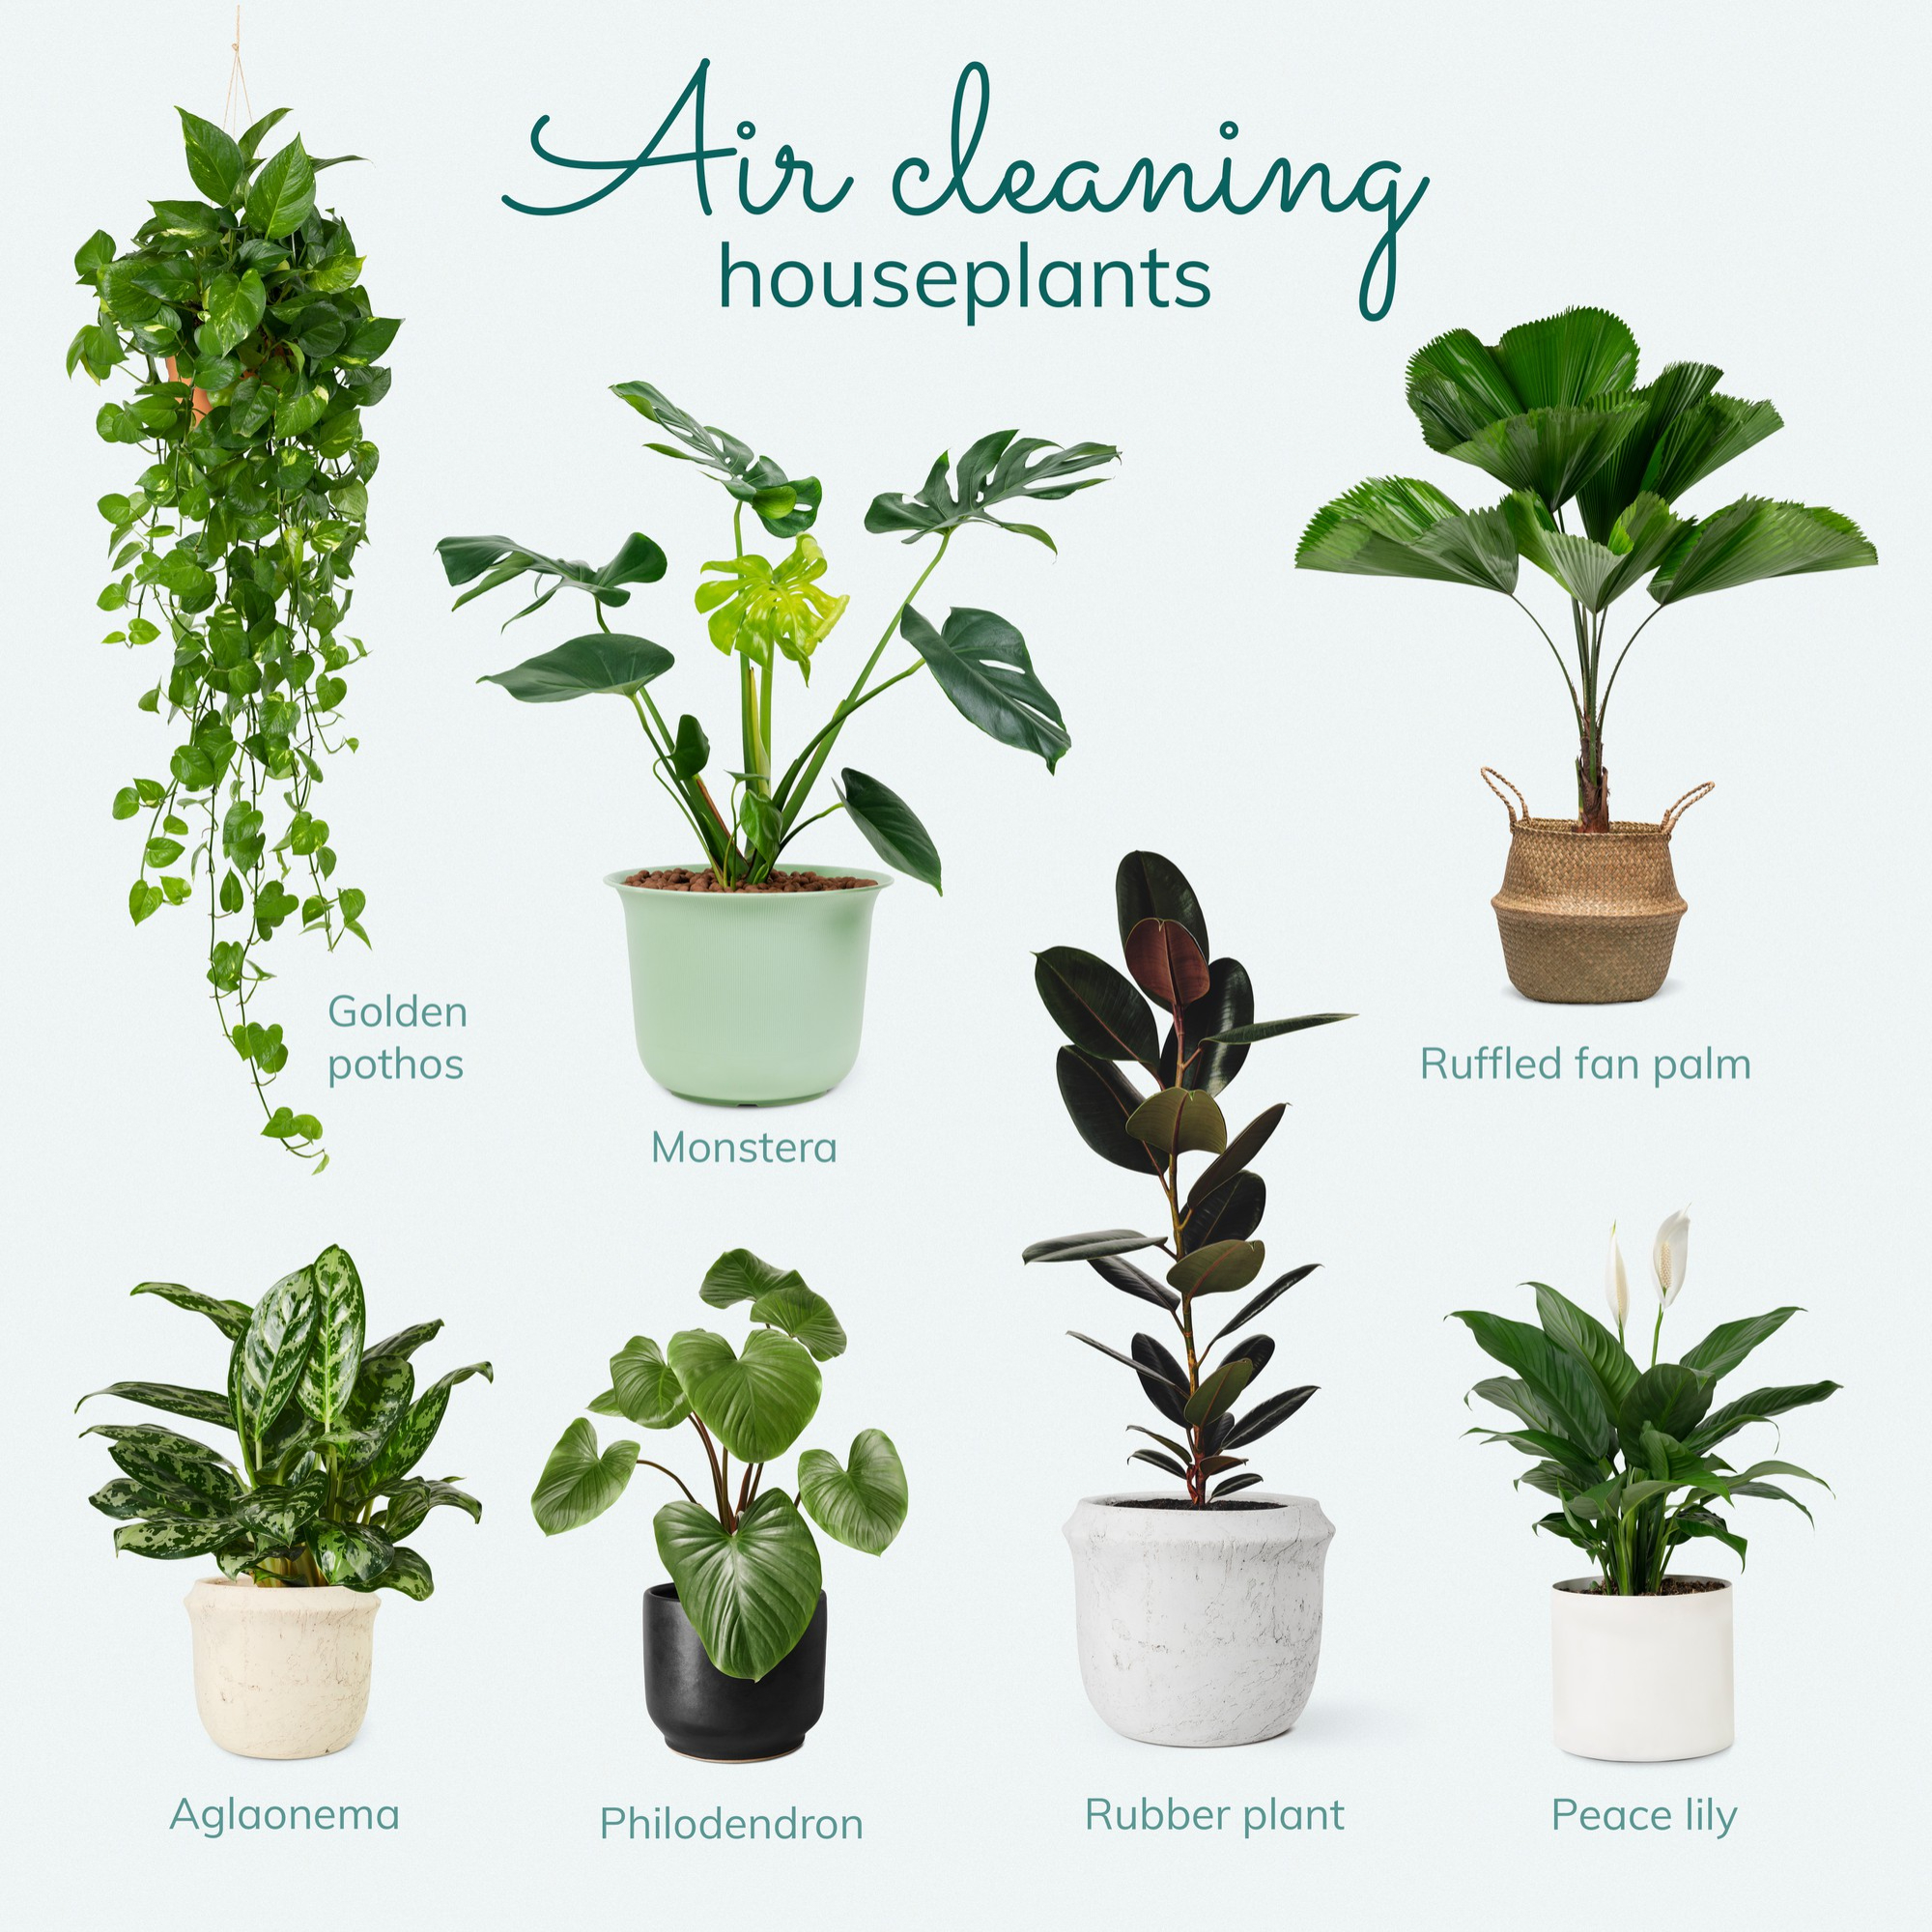 Air cleaning
houseplants
Golden
pothos
Monstera
Ruffled fan palm
Aglaonema
Philodendron
Rubber plant
Peace lily